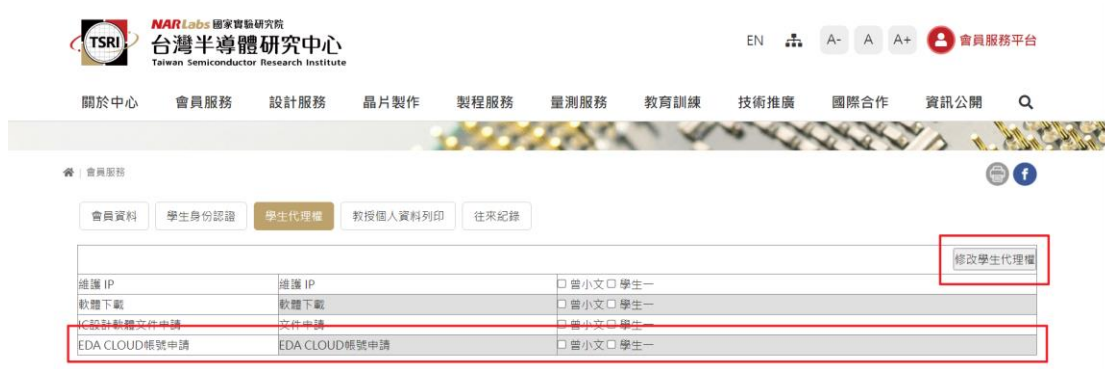 NARLabs 國家實驗研究院
TSRI
台灣半導體研究中心
Taiwan Semiconductor Research Institute
EN A- A A+ 會員服務平台
關於中心 會員服務 設計服務 晶片製作 製程服務 量測服務 教育訓練 技術推廣 國際合作 資訊公開
會員服務
f
會員資料 學生身份認證 學生代理權 教授個人資料列印 往來紀錄
修改學生代理權
維護 IP 維護 IP 曾小文 學生一
軟體下載 軟體下載 曾小文 學生一
IC設計軟體文件申請 文件申請 曾小文 學生一
EDA CLOUD帳號申請 EDA CLOUD帳號申請 曾小文 學生一